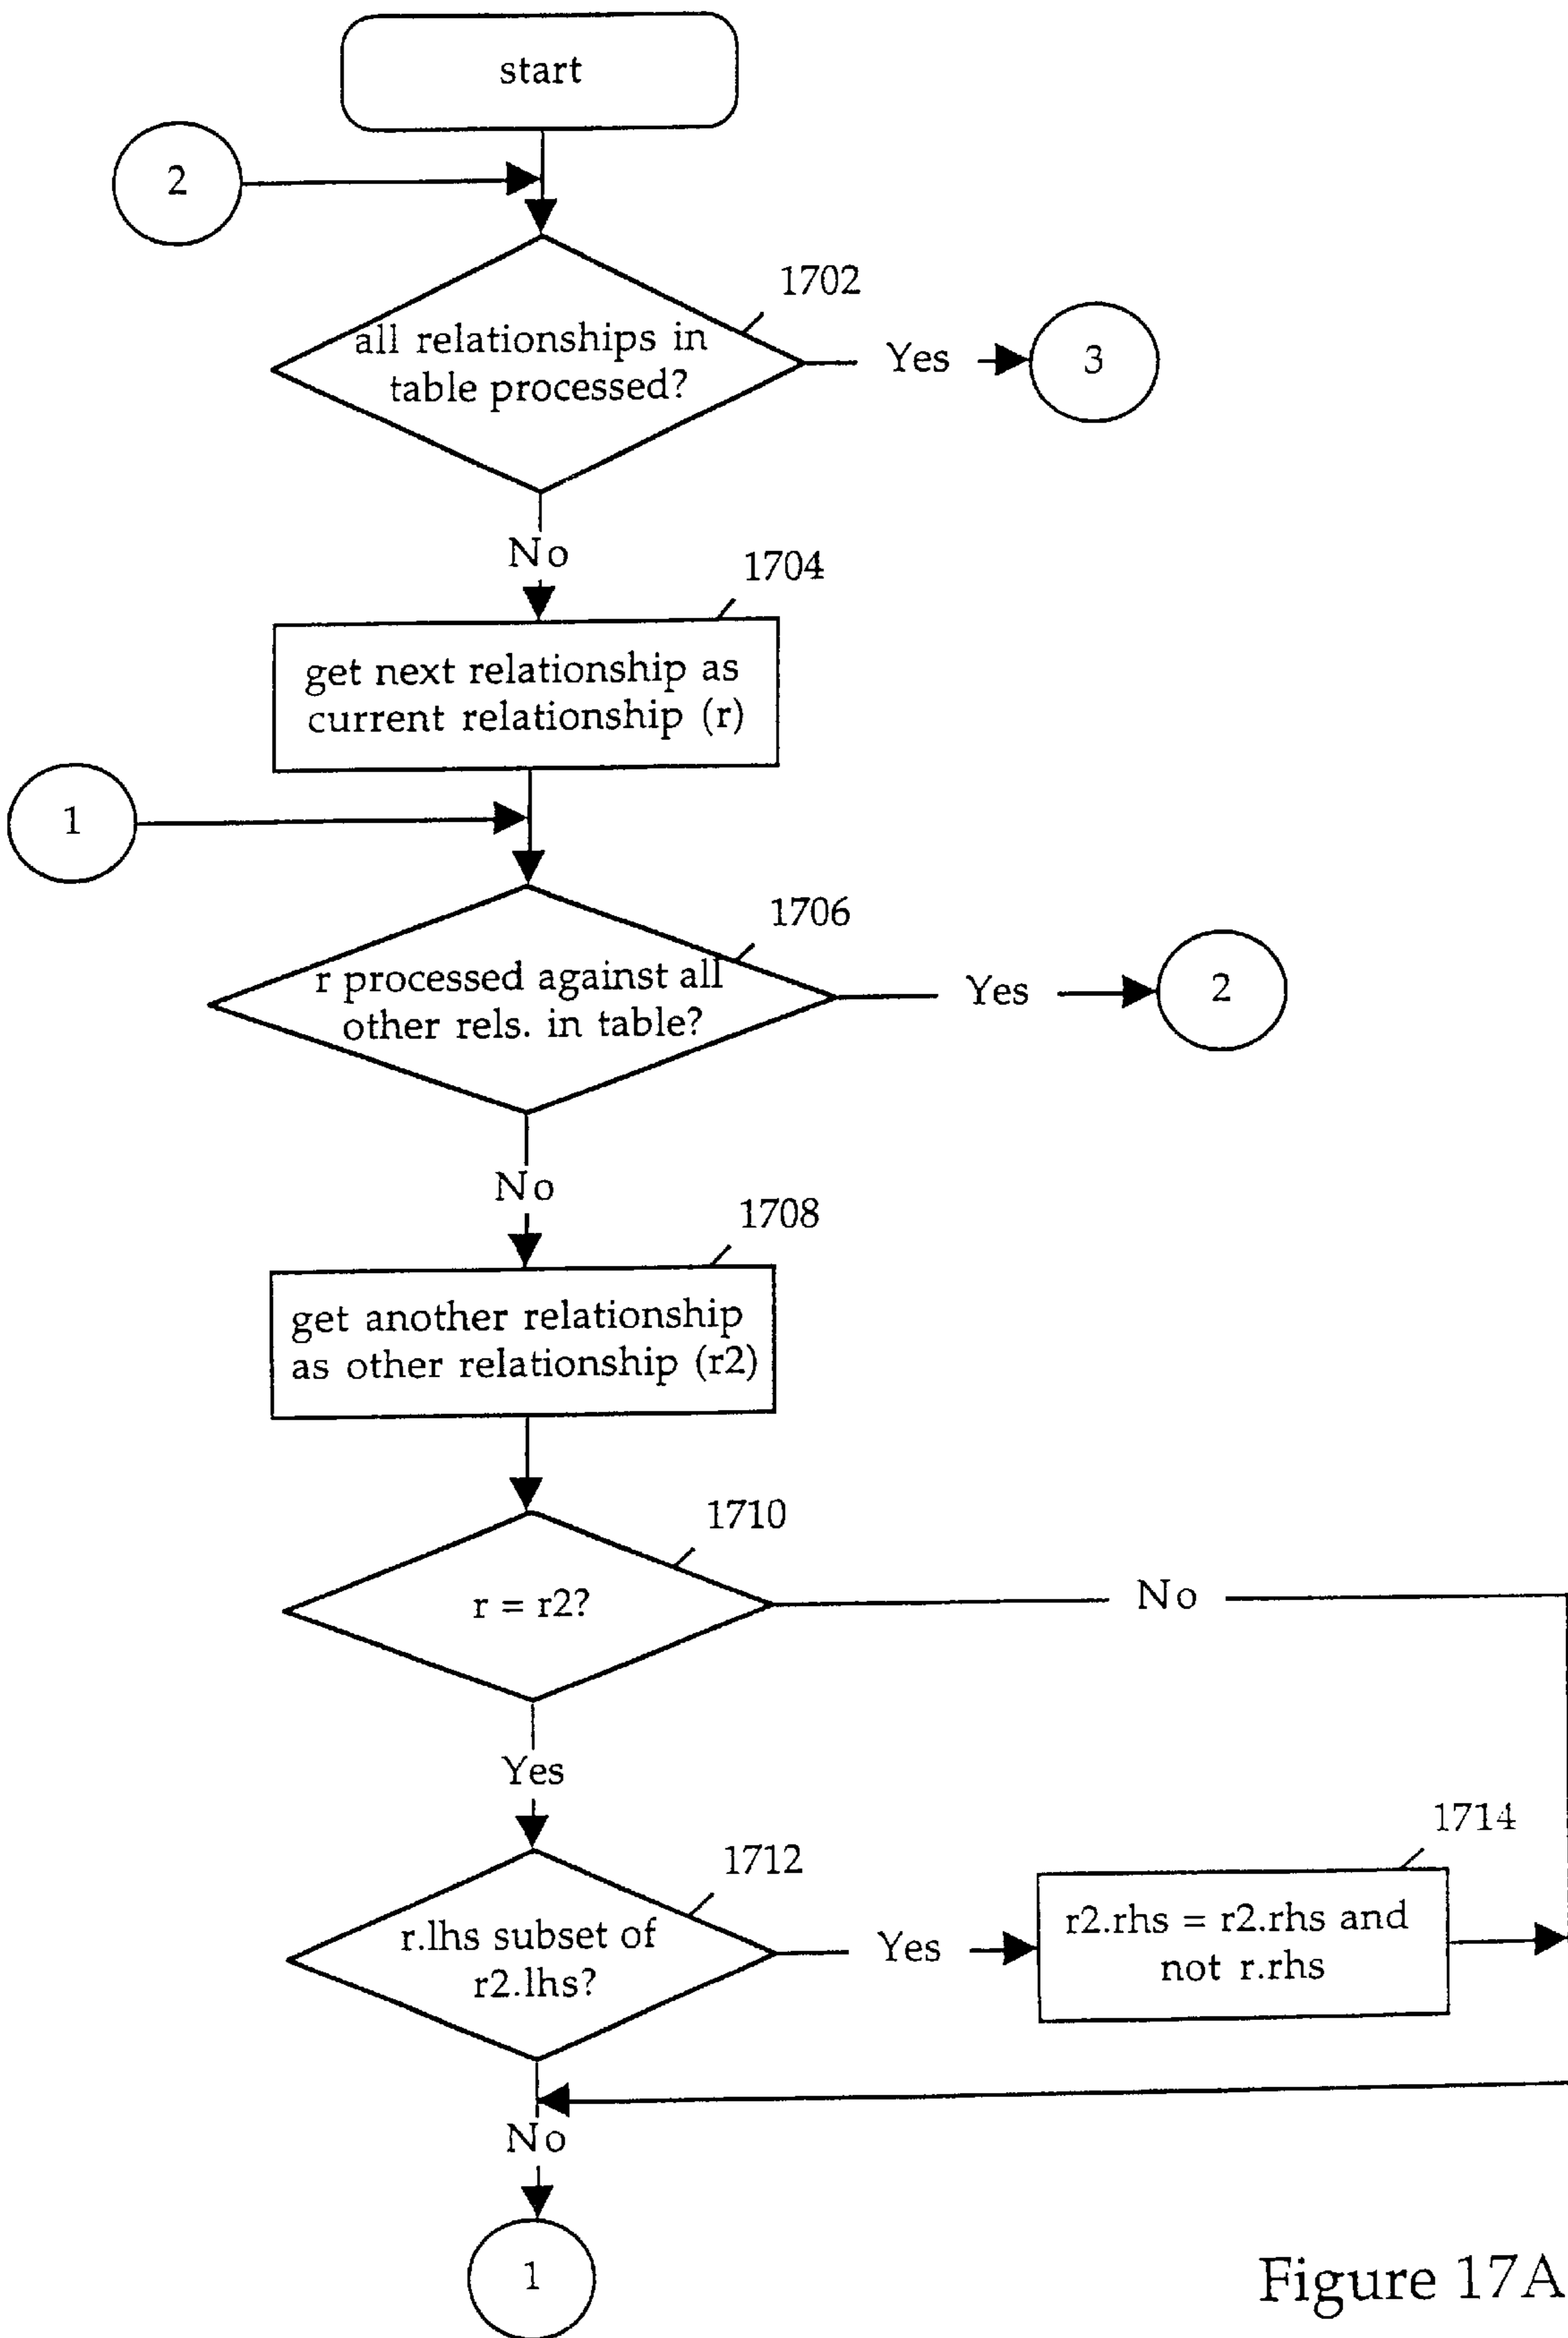 start
2
1702
all relationships in
table processed?
Yes
3
No
1704
get next relationship as
current relationship (r)
1
1706
r processed against all
other rels. in table?
Yes
2
No
1708
get another relationship
as other relationship (r2)
1710
r = r2?
No
Yes
1712
1714
r.lhs subset of
r2.lhs?
Yes
r2.rhs = r2.rhs and
not r.rhs
No
1
Figure 17A